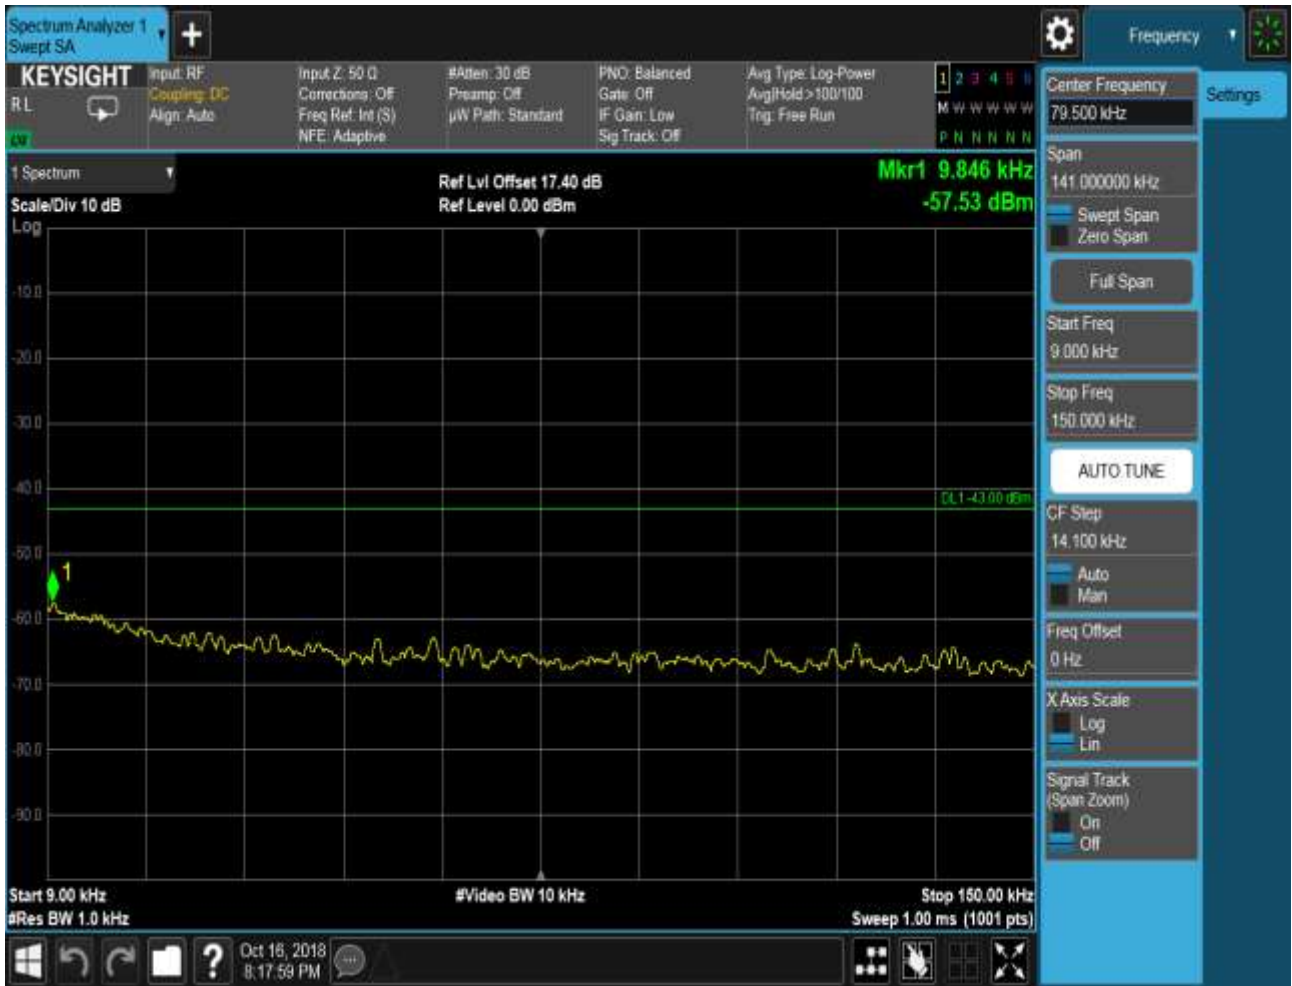 Spectrum Analyzer 1
Swept SA
+
Frequency
KEYSIGHT
RL
LXI
Input: RF
Coupling: DC
Align: Auto
Input Z: 50 Ω
Corrections: Off
Freq Ref: Int (S)
NFE: Adaptive
#Atten: 30 dB
Preamp: Off
µW Path: Standard
PNO: Balanced
Gate: Off
IF Gain: Low
Sig Track: Off
Avg Type: Log-Power
Avg|Hold:>100/100
Trig: Free Run
1 2 3 4 5 6
M W W W W W
P N N N N N
1 Spectrum
Scale/Div 10 dB
Log
Ref Lvl Offset 17.40 dB
Ref Level 0.00 dBm
Mkr1 9.846 kHz
-57.53 dBm
-10.0
-20.0
-30.0
-40.0
-50.0
-60.0
-70.0
-80.0
-90.0
DL1 -43.00 dBm
1
Start 9.00 kHz
#Res BW 1.0 kHz
#Video BW 10 kHz
Stop 150.00 kHz
Sweep 1.00 ms (1001 pts)
Center Frequency
79.500 kHz
Settings
Span
141.000000 kHz
Swept Span
Zero Span
Full Span
Start Freq
9.000 kHz
Stop Freq
150.000 kHz
AUTO TUNE
CF Step
14.100 kHz
Auto
Man
Freq Offset
0 Hz
X Axis Scale
Log
Lin
Signal Track
(Span Zoom)
On
Off
?
Oct 16, 2018
8:17:59 PM